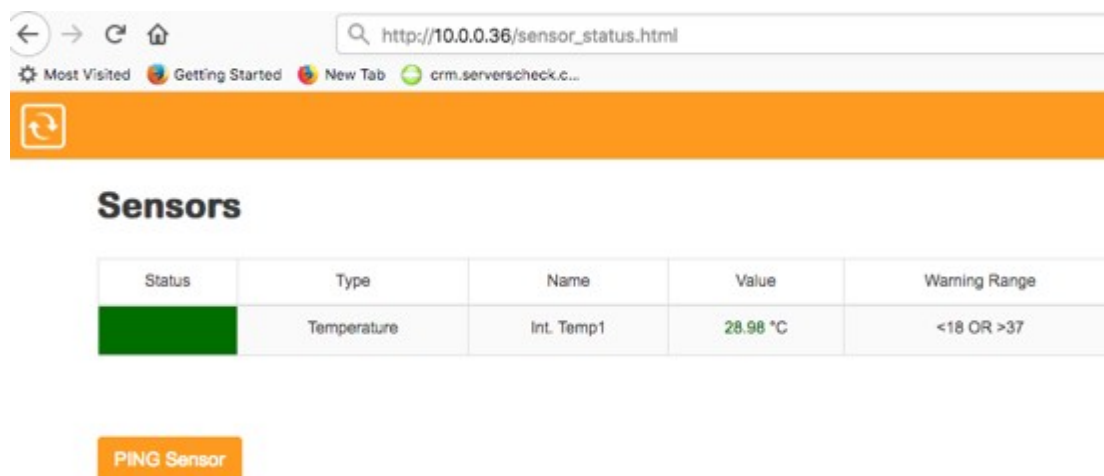 http://10.0.0.36/sensor_status.html
Most Visited Getting Started New Tab crm.serverscheck.c...
Sensors
Status Type Name Value Warning Range
Temperature Int. Temp1 28.98 °C <18 OR >37
PING Sensor